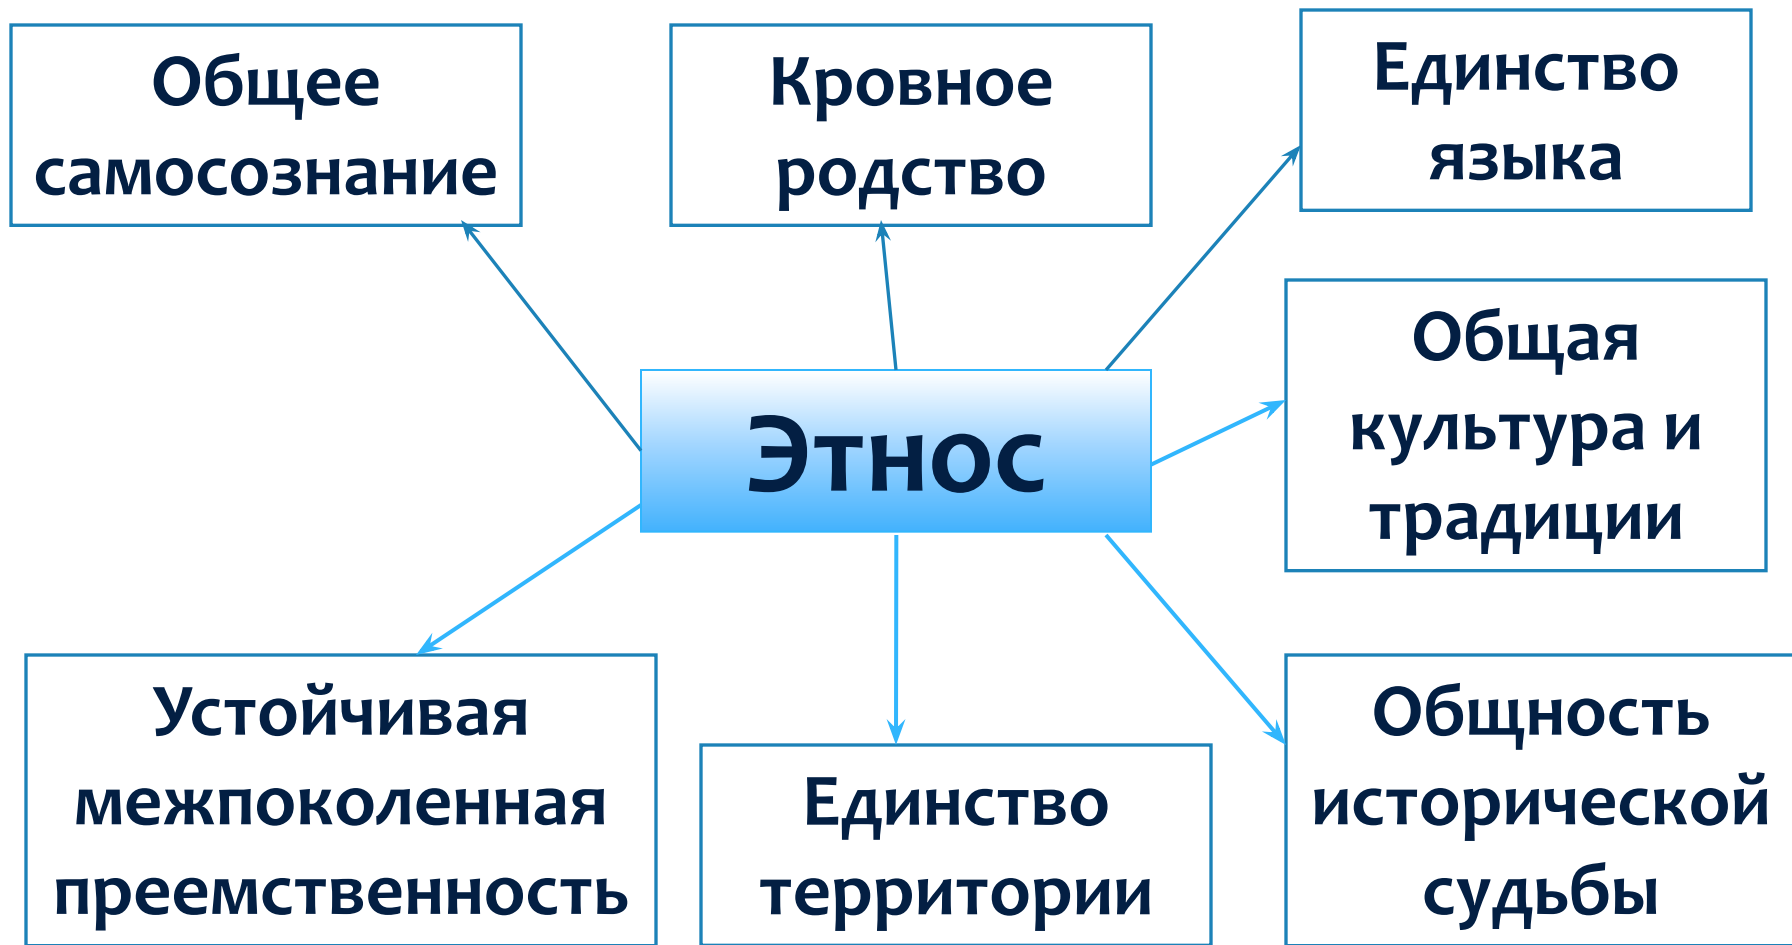 Общее
самосознание
Кровное
родство
Единство
языка
Общая
культура и
традиции
Этнос
Устойчивая
межпоколенная
преемственность
Единство
территории
Общность
исторической
судьбы